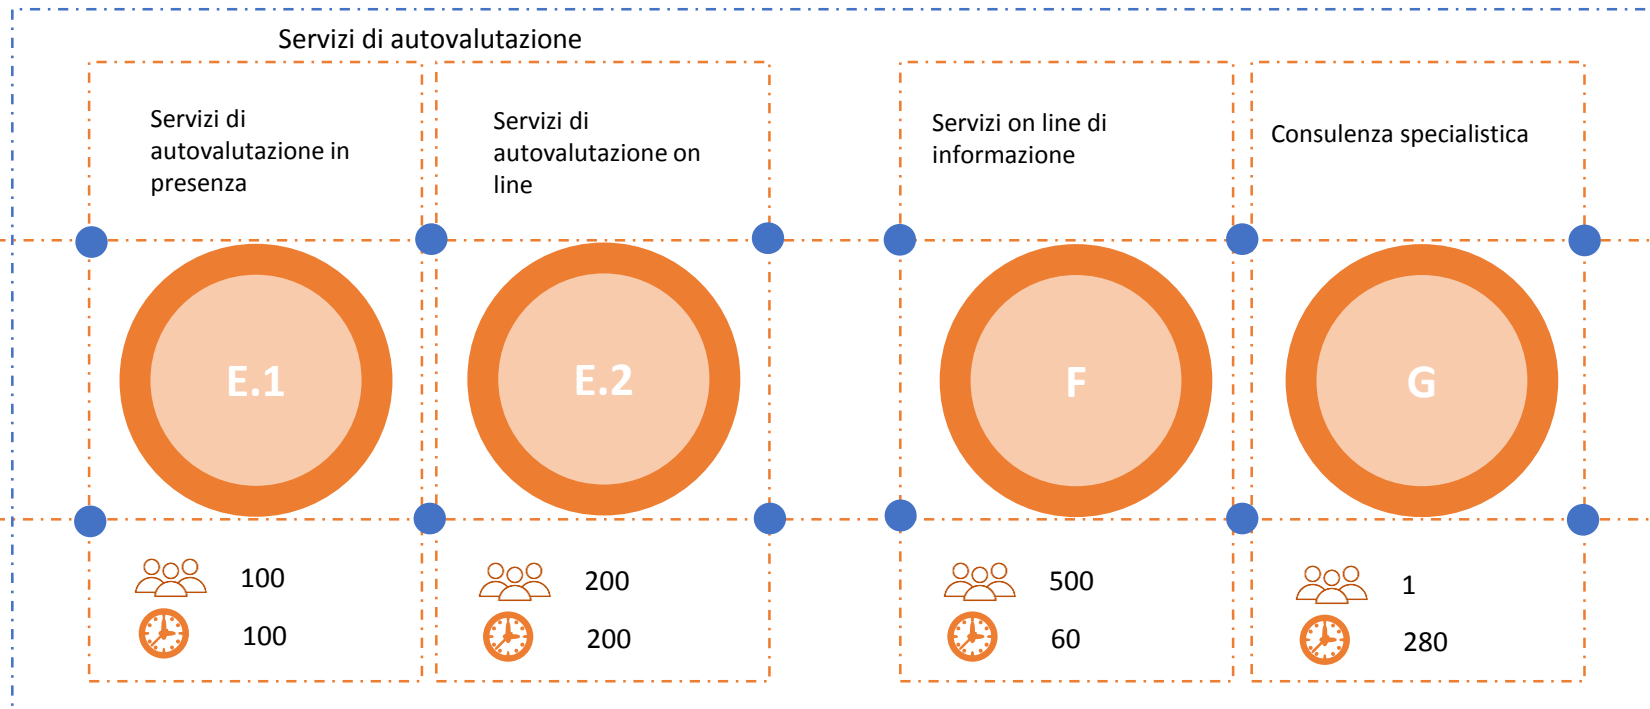 Servizi di autovalutazione
Servizi di
autovalutazione in
presenza
Servizi di
autovalutazione on
line
Servizi on line di
informazione
Consulenza specialistica
E.1
E.2
F
G
100
200
500
1
100
200
60
280